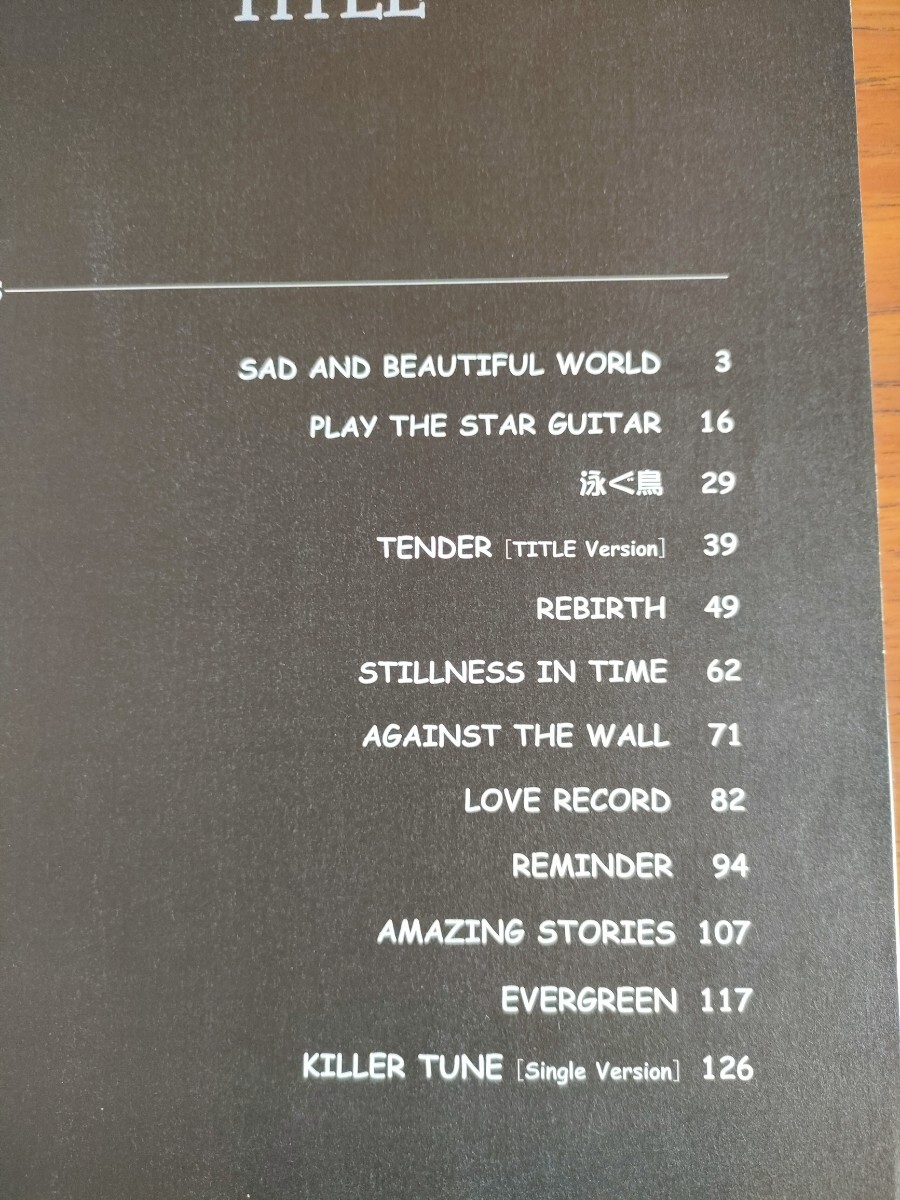 TITLE
SAD AND BEAUTIFUL WORLD 3
PLAY THE STAR GUITAR 16
泳ぐ鳥 29
TENDER [TITLE Version] 39
REBIRTH 49
STILLNESS IN TIME 62
AGAINST THE WALL 71
LOVE RECORD 82
REMINDER 94
AMAZING STORIES 107
EVERGREEN 117
KILLER TUNE [Single Version] 126